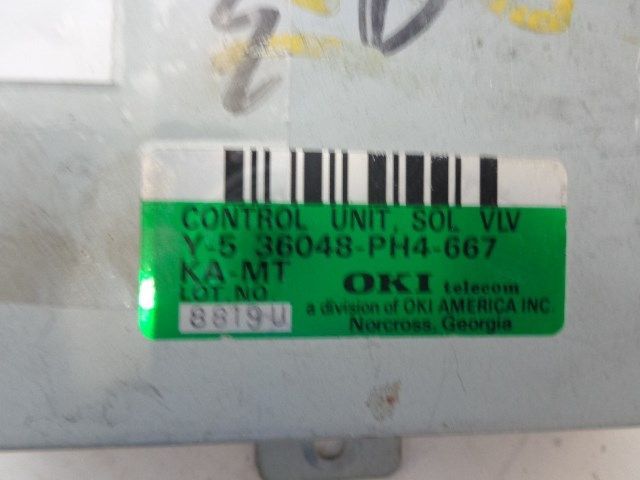 CONTROL UNIT, SOL VLV
Y-5 36048-PH4-667
KA-MT
OKI telecom
LOT NO
a division of OKI AMERICA INC.
8819U
Norcross, Georgia